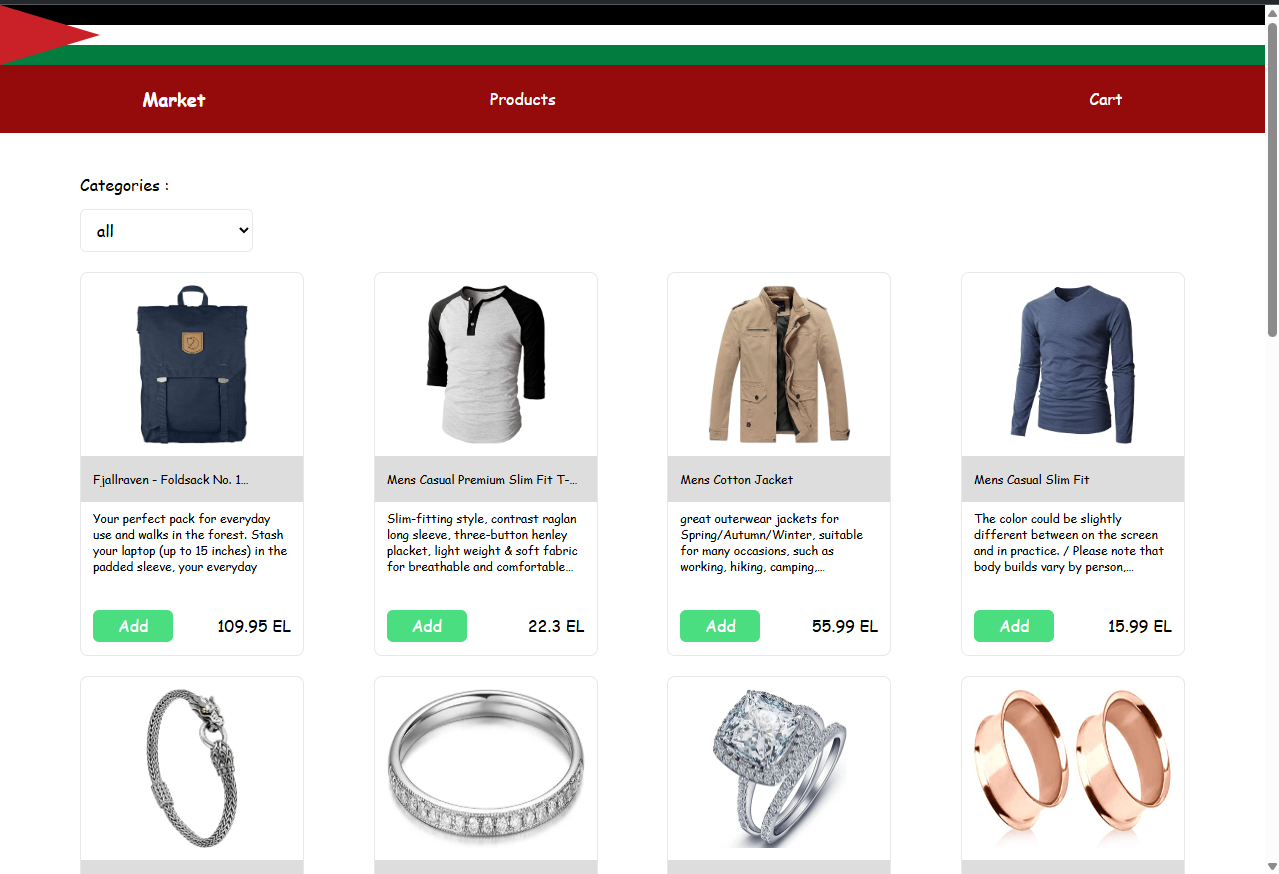 Market
Products
Cart
Categories :
all
Fjallraven - Foldsack No. 1...
Your perfect pack for everyday
use and walks in the forest. Stash
your laptop (up to 15 inches) in the
padded sleeve, your everyday
Add
109.95 EL
Mens Casual Premium Slim Fit T-...
Slim-fitting style, contrast raglan
long sleeve, three-button henley
placket, light weight & soft fabric
for breathable and comfortable...
Add
22.3 EL
Mens Cotton Jacket
great outerwear jackets for
Spring/Autumn/Winter, suitable
for many occasions, such as
working, hiking, camping,...
Add
55.99 EL
Mens Casual Slim Fit
The color could be slightly
different between on the screen
and in practice. / Please note that
body builds vary by person,...
Add
15.99 EL